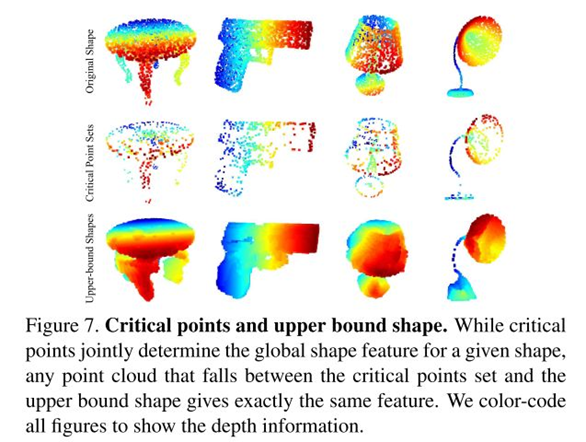 Original Shape
Critical Point Sets
Upper-bound Shapes
Figure 7. Critical points and upper bound shape. While critical
points jointly determine the global shape feature for a given shape,
any point cloud that falls between the critical points set and the
upper bound shape gives exactly the same feature. We color-code
all figures to show the depth information.